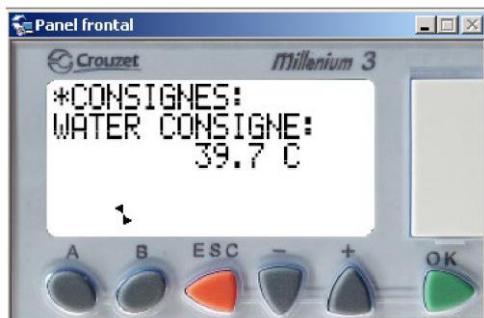 Panel frontal
Crouzet Millenium 3
*CONSIGNES:
WATER CONSIGNE:
39.7 C
A B ESC - + OK